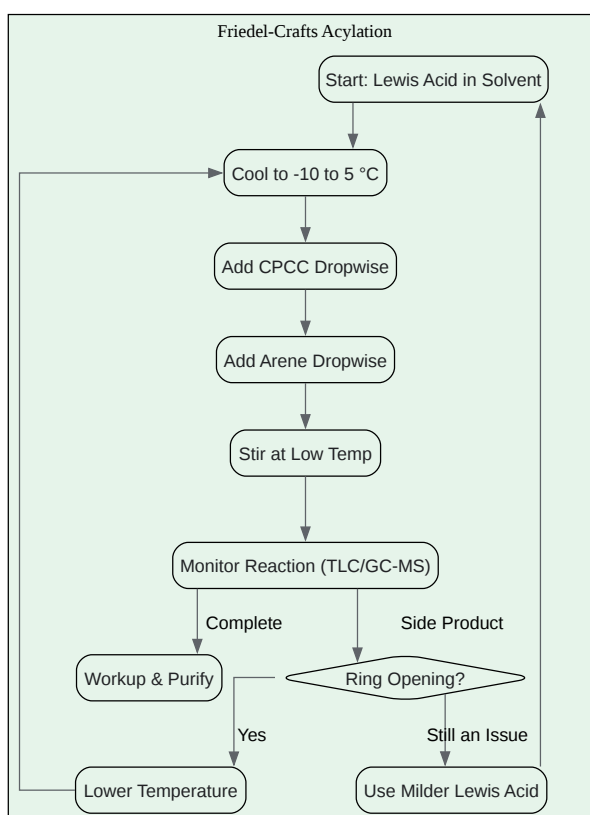 Friedel-Crafts Acylation
Start: Lewis Acid in Solvent
Cool to -10 to 5 °C
Add CPCC Dropwise
Add Arene Dropwise
Stir at Low Temp
Monitor Reaction (TLC/GC-MS)
Complete
Side Product
Workup & Purify
Ring Opening?
Yes
Still an Issue
Lower Temperature
Use Milder Lewis Acid